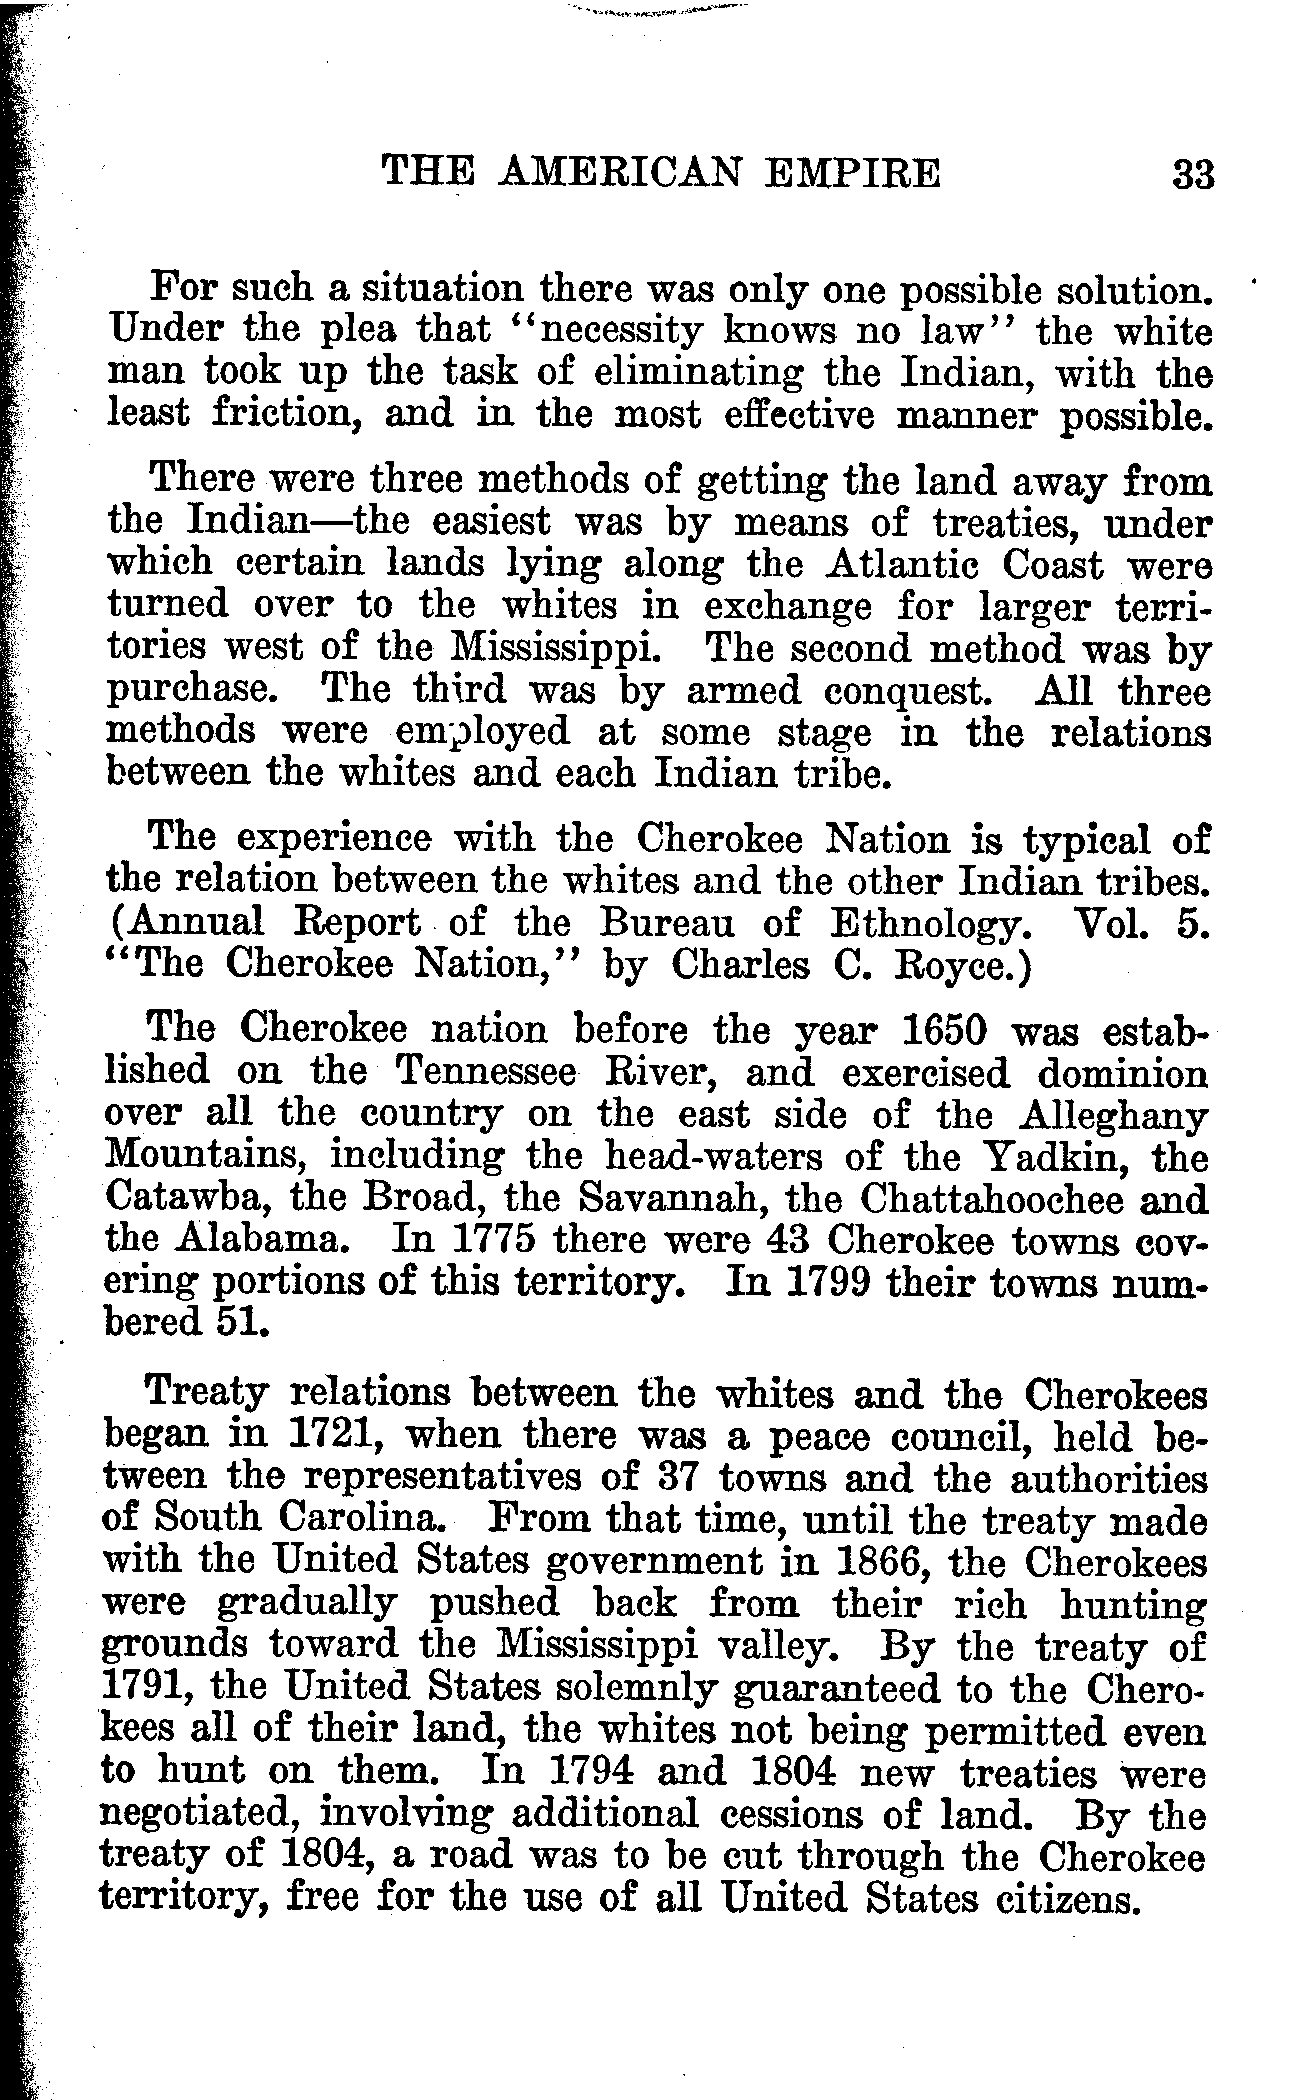 THE AMERICAN EMPIRE 33
For such a situation there was only one possible solution.
Under the plea that "necessity knows no law" the white
man took up the task of eliminating the Indian, with the
least friction, and in the most effective manner possible.
There were three methods of getting the land away from
the Indian—the easiest was by means of treaties, under
which certain lands lying along the Atlantic Coast were
turned over to the whites in exchange for larger terri-
tories west of the Mississippi. The second method was by
purchase. The third was by armed conquest. All three
methods were employed at some stage in the relations
between the whites and each Indian tribe.
The experience with the Cherokee Nation is typical of
the relation between the whites and the other Indian tribes.
(Annual Report of the Bureau of Ethnology. Vol. 5.
"The Cherokee Nation," by Charles C. Royce.)
The Cherokee nation before the year 1650 was estab-
lished on the Tennessee River, and exercised dominion
over all the country on the east side of the Alleghany
Mountains, including the head-waters of the Yadkin, the
Catawba, the Broad, the Savannah, the Chattahoochee and
the Alabama. In 1775 there were 43 Cherokee towns cov-
ering portions of this territory. In 1799 their towns num-
bered 51.
Treaty relations between the whites and the Cherokees
began in 1721, when there was a peace council, held be-
tween the representatives of 37 towns and the authorities
of South Carolina. From that time, until the treaty made
with the United States government in 1866, the Cherokees
were gradually pushed back from their rich hunting
grounds toward the Mississippi valley. By the treaty of
1791, the United States solemnly guaranteed to the Chero-
kees all of their land, the whites not being permitted even
to hunt on them. In 1794 and 1804 new treaties were
negotiated, involving additional cessions of land. By the
treaty of 1804, a road was to be cut through the Cherokee
territory, free for the use of all United States citizens.